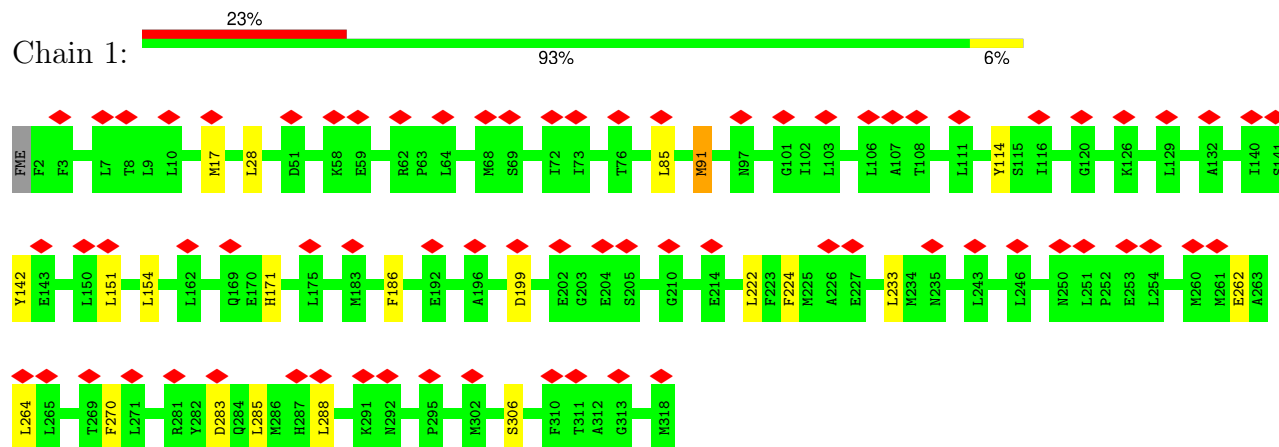 23%
Chain 1:
93% 6%
FME F2 F3 L7 T8 L9 L10 M17 L28 D51 K58 E59 R62 P63 L64 M68 S69 I72 I73 T76 L85 M91 N97 G101 I102 L103 L106 A107 T108 L111 Y114 S115 I116 G120 K126 L129 A132 I140 S141
Y142 E143 L150 L151 L154 L162 Q169 E170 H171 L175 M183 F186 E192 A196 D199 E202 G203 E204 S205 G210 E214 L222 F223 F224 M225 A226 E227 L233 M234 N235 L243 L246 N250 L251 P252 E253 L254 M260 M261 E262 A263
L264 L265 T269 F270 L271 R281 Y282 D283 Q284 L285 M286 H287 L288 K291 N292 P295 M302 S306 F310 T311 A312 G313 M318